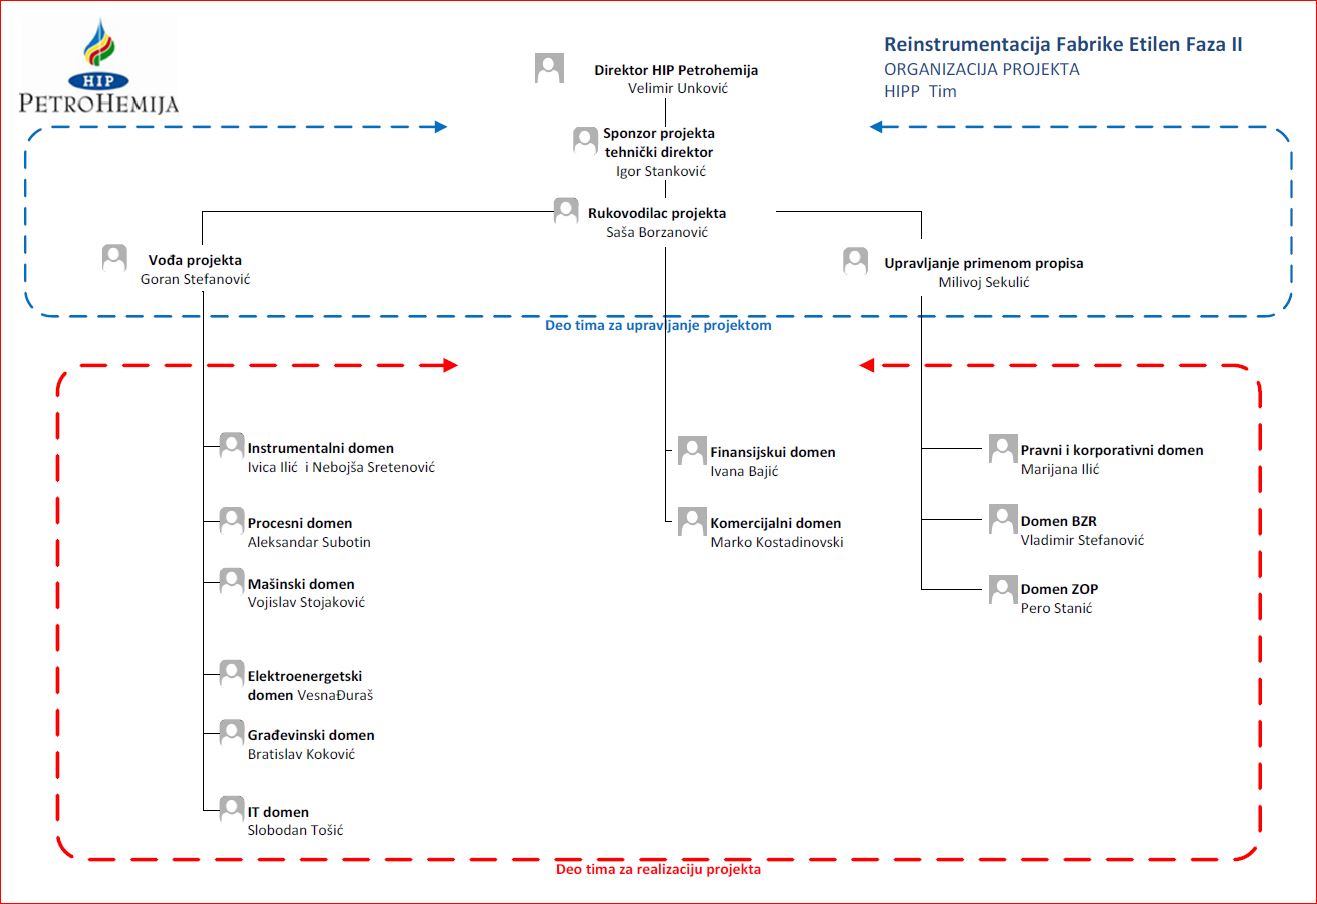 HIP
PETROHEMIJA
Reinstrumentacija Fabrike Etilen Faza II
ORGANIZACIJA PROJEKTA
HIPP Tim
Direktor HIP Petrohemija
Velimir Unković
Sponzor projekta
tehnički direktor
Igor Stanković
Rukovodilac projekta
Saša Borzanović
Vođa projekta
Goran Stefanović
Upravljanje primenom propisa
Milivoj Sekulić
Deo tima za upravljanje projektom
Instrumentalni domen
Ivica Ilić i Nebojša Sretenović
Procesni domen
Aleksandar Subotin
Mašinski domen
Vojislav Stojaković
Elektroenergetski
domen VesnaĐuraš
Građevinski domen
Bratislav Koković
IT domen
Slobodan Tošić
Finansijskui domen
Ivana Bajić
Komercijalni domen
Marko Kostadinovski
Pravni i korporativni domen
Marijana Ilić
Domen BZR
Vladimir Stefanović
Domen ZOP
Pero Stanić
Deo tima za realizaciju projekta